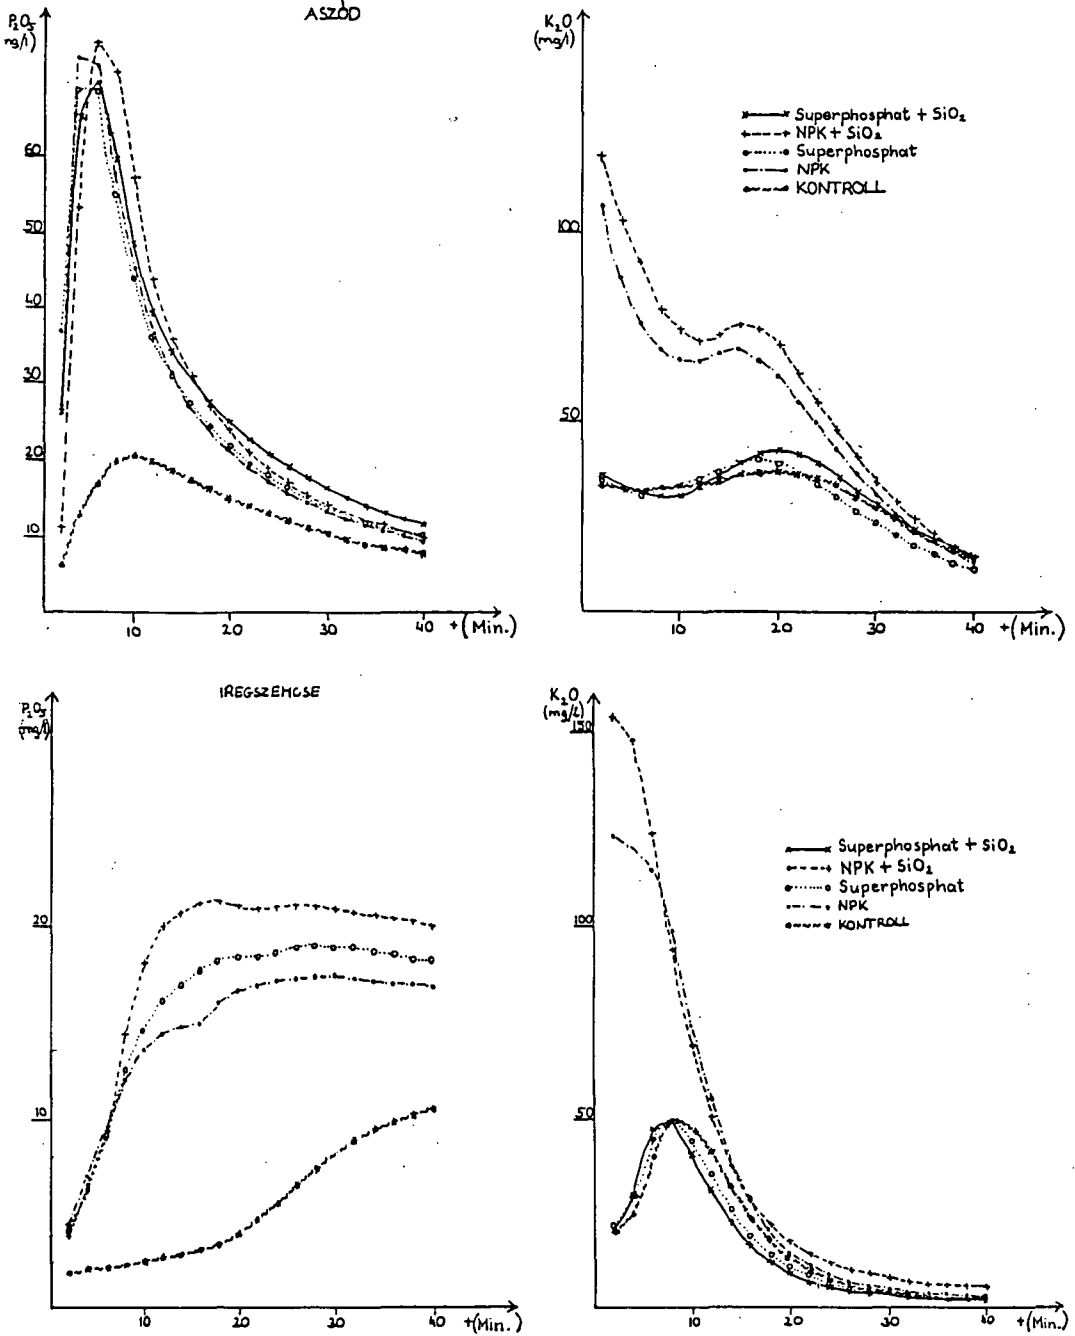 ASZÓD
P₂O₅
mg/l)
60
50
40
30
20
10
10 20 30 40 t(Min.)
K₂O
(mg/l)
100
50
Superphosphat + SiO₂
NPK + SiO₂
Superphosphat
NPK
KONTROLL
10 20 30 40 t(Min.)
IREGSZEMCSE
P₂O₅
(mg/l)
20
10
10 20 30 40 t(Min.)
K₂O
(mg/l)
150
100
50
Superphosphat + SiO₂
NPK + SiO₂
Superphosphat
NPK
KONTROLL
10 20 30 40 t(Min.)